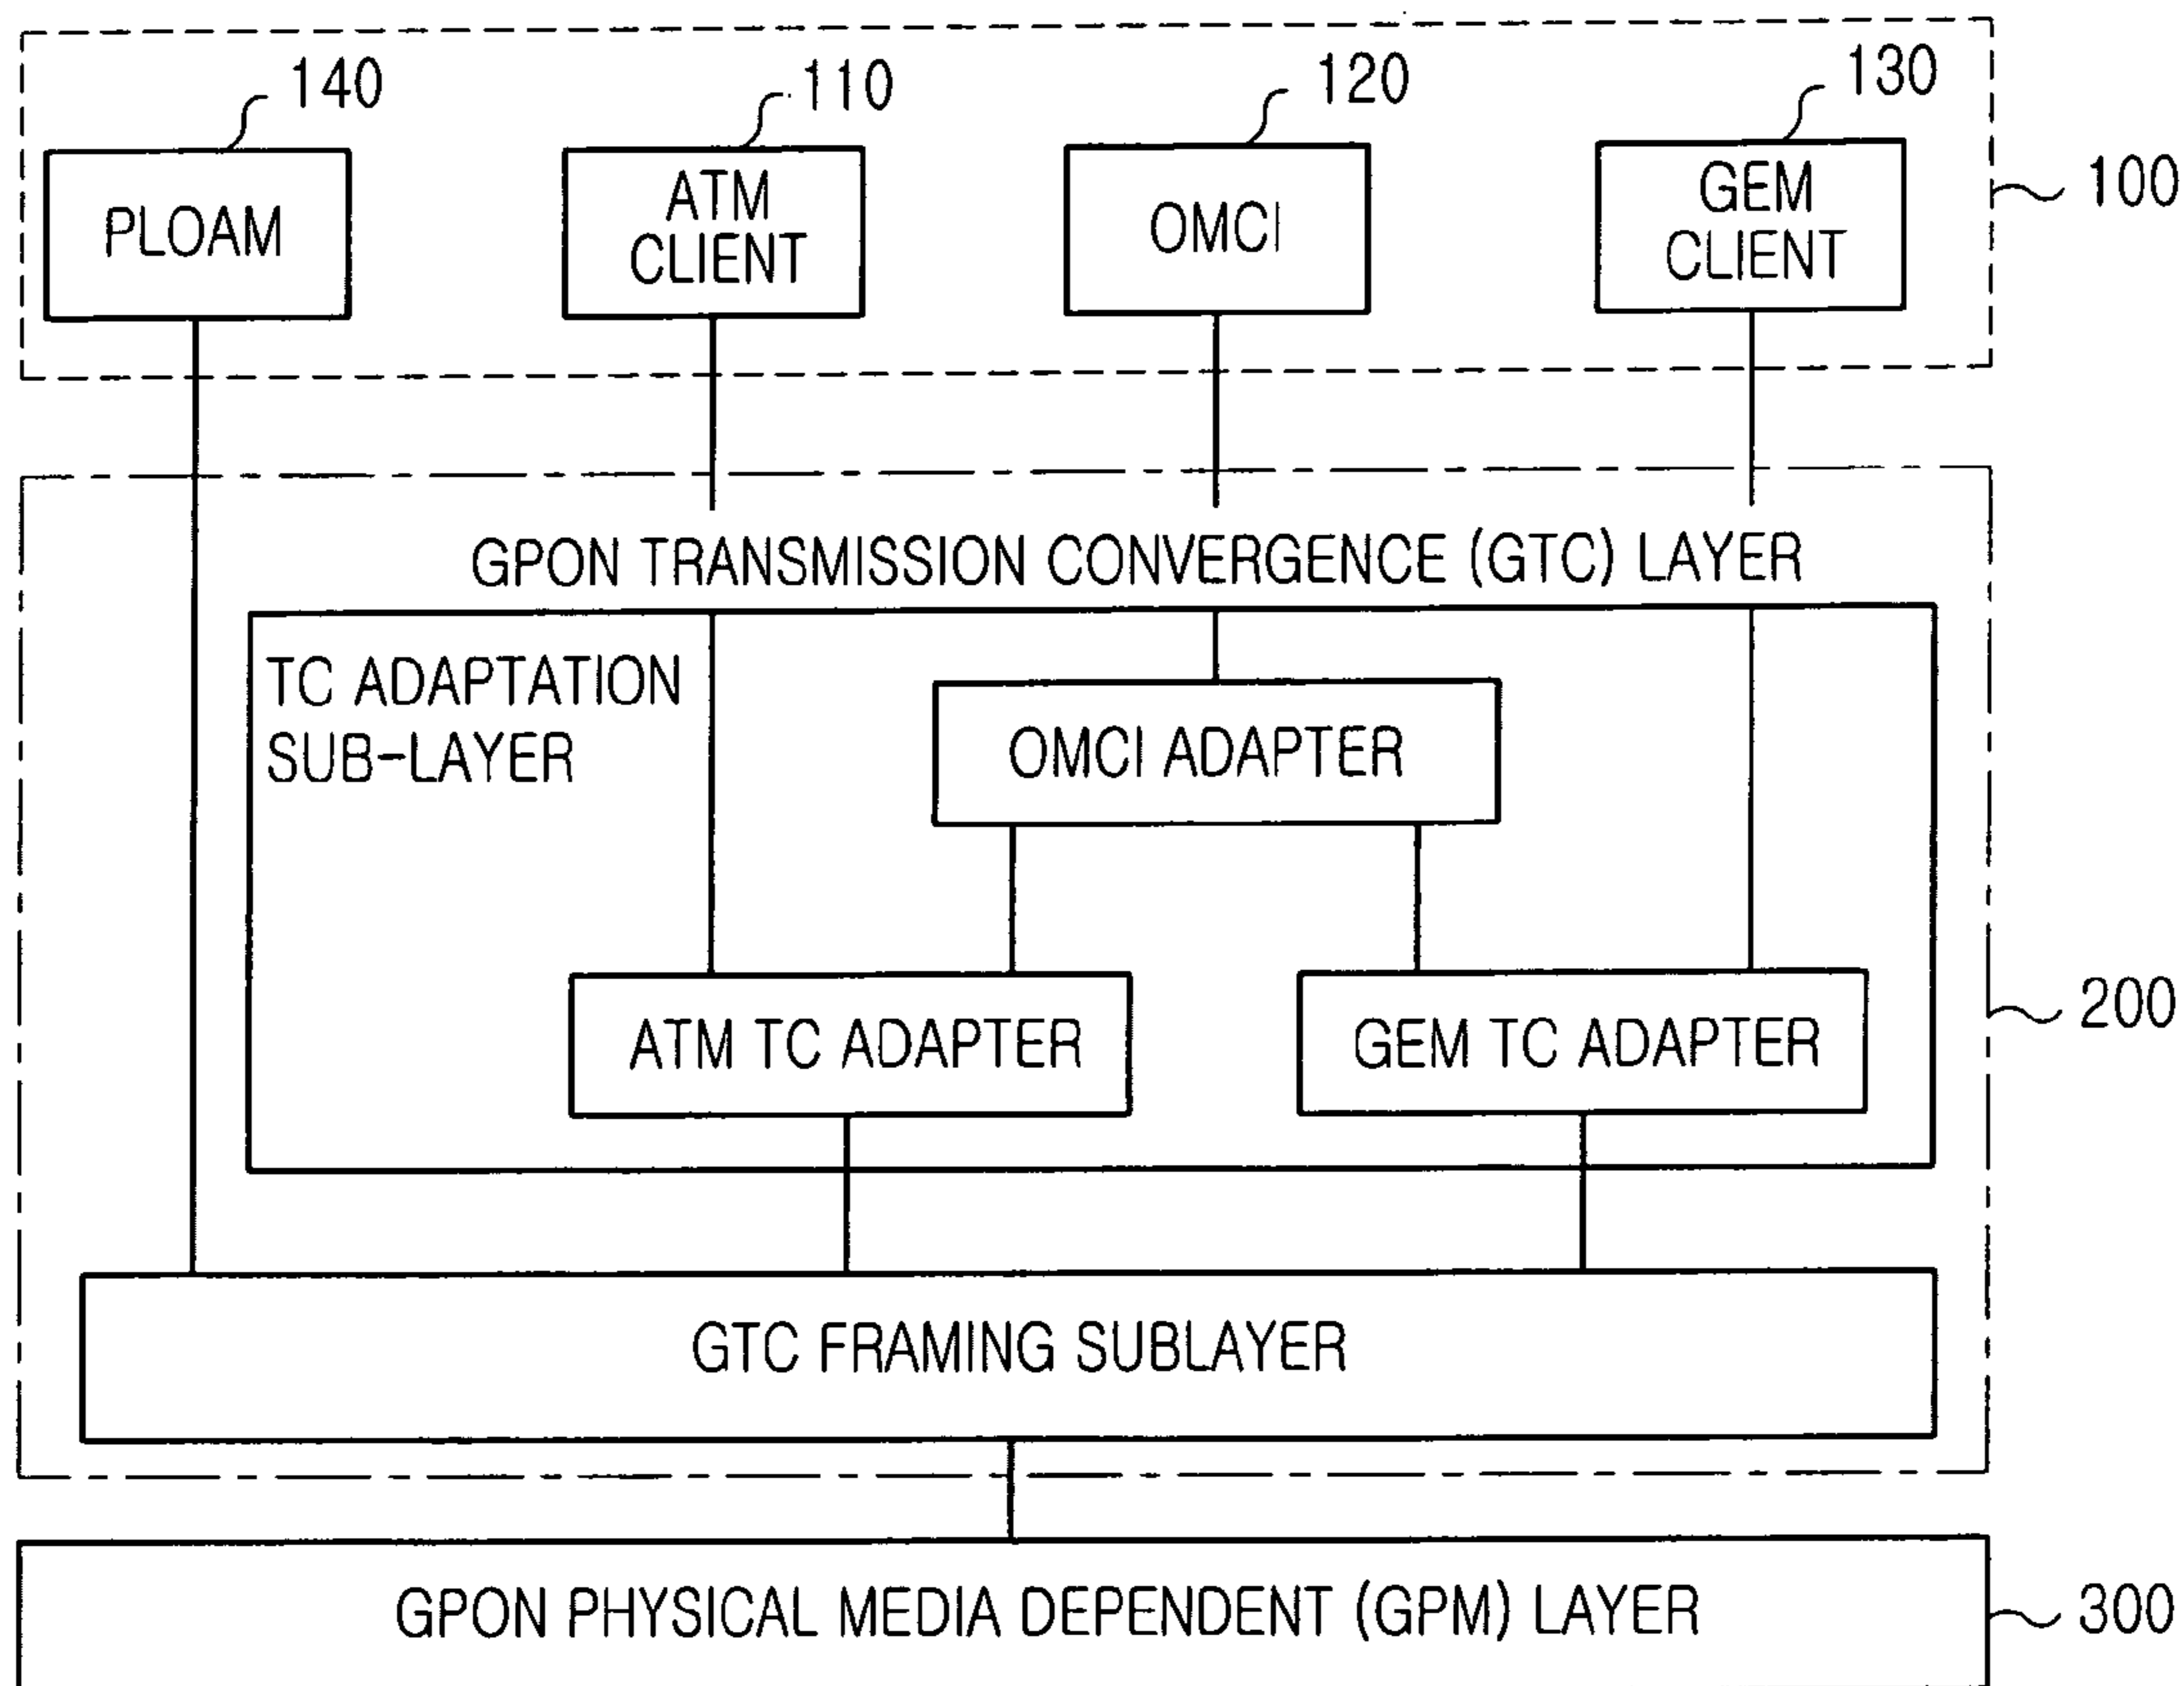 140
110
120
130
PLOAM
ATM
CLIENT
OMCI
GEM
CLIENT
100
GPON TRANSMISSION CONVERGENCE (GTC) LAYER
TC ADAPTATION
SUB-LAYER
OMCI ADAPTER
ATM TC ADAPTER
GEM TC ADAPTER
200
GTC FRAMING SUBLAYER
GPON PHYSICAL MEDIA DEPENDENT (GPM) LAYER
300